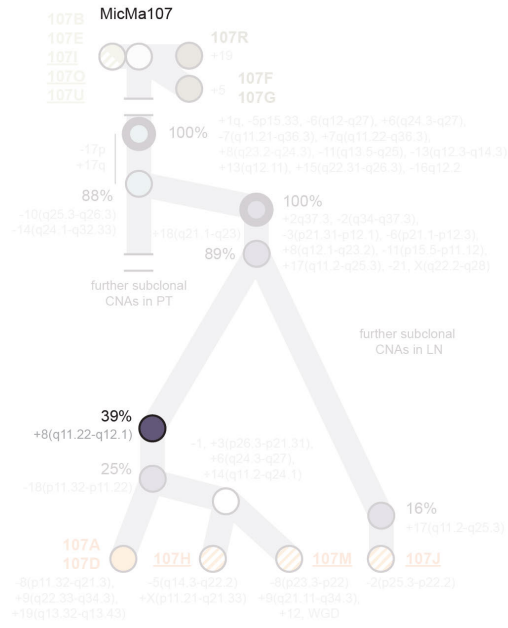 107B
MicMa107
107E
107I
107O
107U
107R
+19
107F
107G
+5
100%
+1q, -5p15.33, -6(q12-q27), +6(q24.3-q27),
-7(q11.21-q36.3), +7q(q11.22-q36.3),
+8(q23.2-q24.3), -11(q13.5-q25), -13(q12.3-q14.3),
+13(q12.11), +15(q22.31-q26.3), -16q12.2
-17p
+17q
88%
-10(q25.3-q26.3)
-14(q24.1-q32.33)
100%
+2q37.3, -2(q34-q37.3),
-3(p21.31-p12.1), -6(p21.1-p12.3),
+8(q12.1-q23.2), -11(p15.5-p11.12),
+17(q11.2-q25.3), -21, X(q22.2-q28)
+18(q21.1-q23)
89%
further subclonal
CNAs in PT
further subclonal
CNAs in LN
39%
+8(q11.22-q12.1)
-1, +3(p26.3-p21.31),
+6(q24.3-q27),
+14(q11.2-q24.1)
25%
-18(p11.32-p11.22)
16%
+17(q11.2-q25.3)
107A
107D
107H
107M
107J
-8(p11.32-q21.3),
+9(q22.33-q34.3),
+19(q13.32-q13.43)
-5(q14.3-q22.2)
+X(p11.21-q21.33)
-8(p23.3-p22)
+9(q21.11-q34.3)
+12, WGD
-2(p25.3-p22.2)